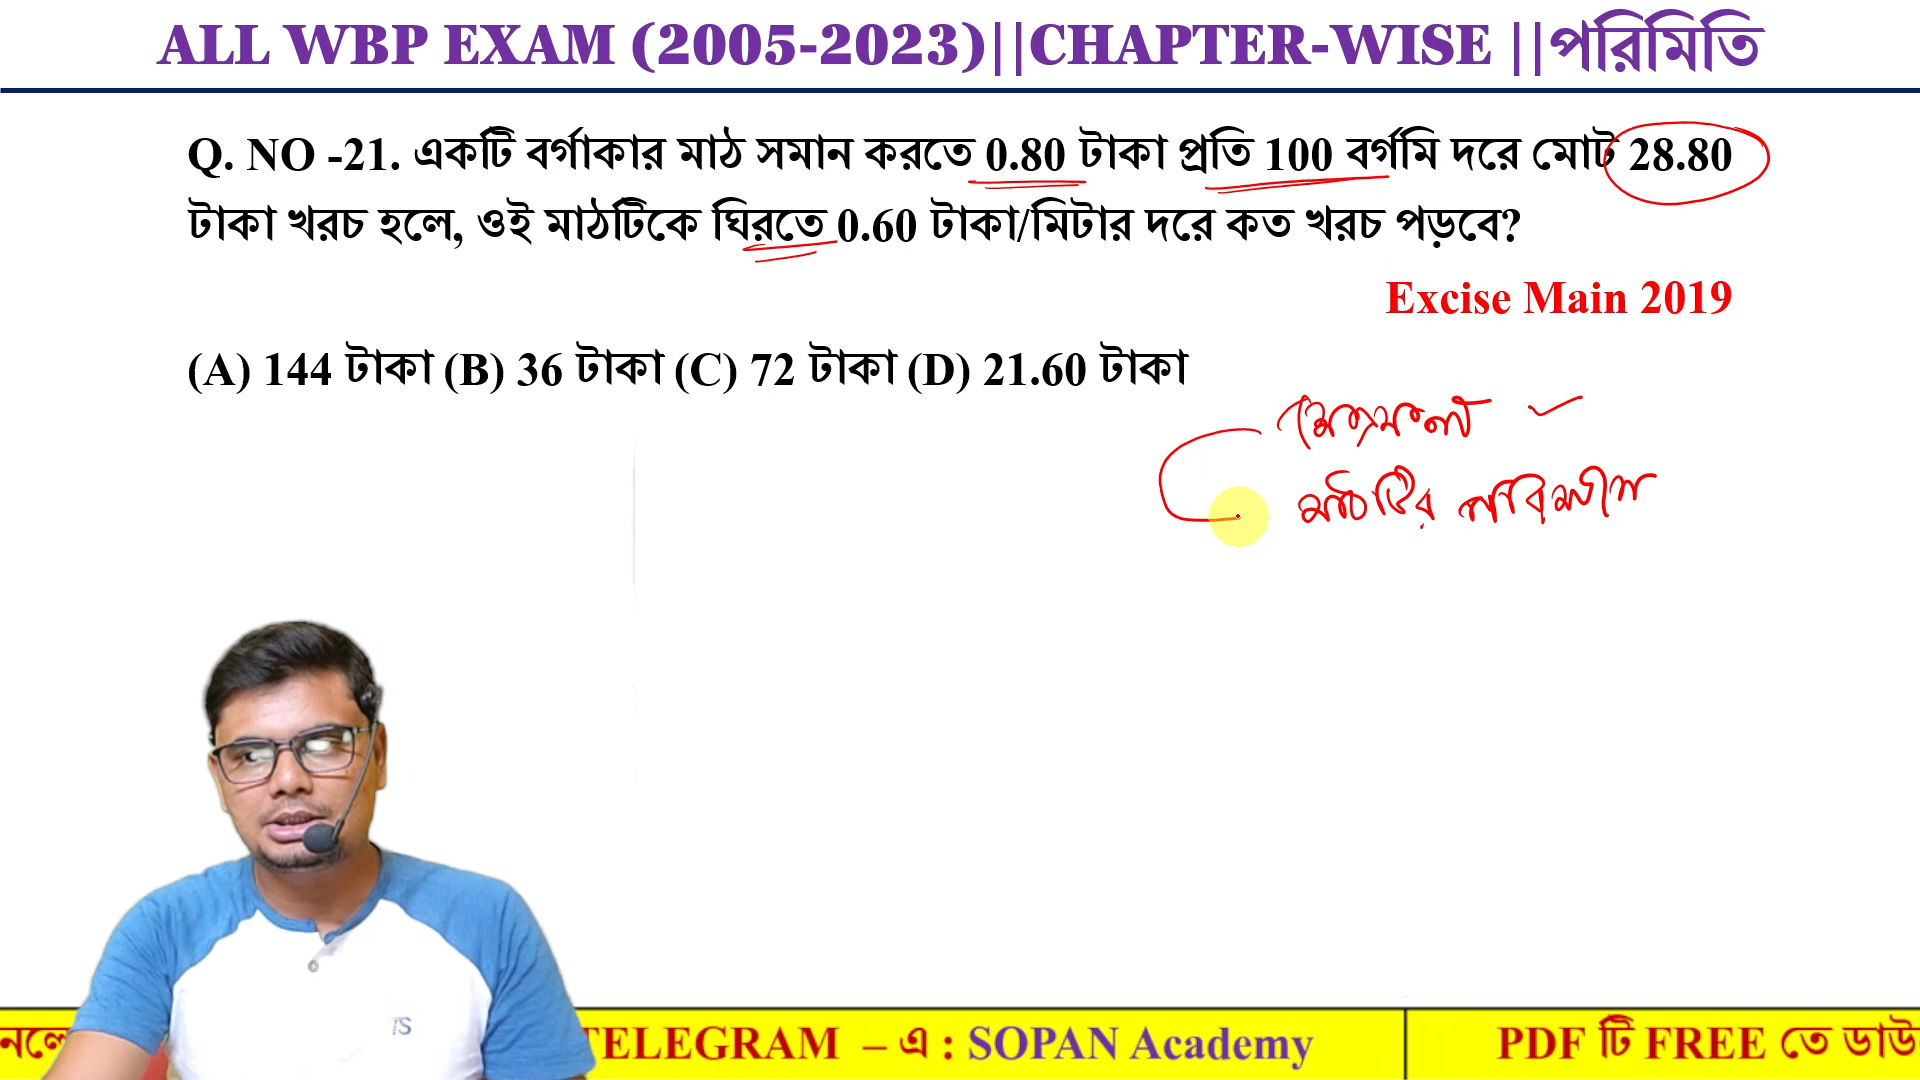 ALL WBP EXAM (2005-2023)||CHAPTER-WISE ||পরিমিতি
Q. NO -21. একটি বর্গাকার মাঠ সমান করতে 0.80 টাকা প্রতি 100 বর্গমি দরে মোট 28.80
টাকা খরচ হলে, ওই মাঠটিকে ঘিরতে 0.60 টাকা/মিটার দরে কত খরচ পড়বে?
Excise Main 2019
(A) 144 টাকা (B) 36 টাকা (C) 72 টাকা (D) 21.60 টাকা
ক্ষেত্রফল
মাঠটির পরিসীমা
TS
নলে TELEGRAM – এ : SOPAN Academy PDF টি FREE তে ডাউ